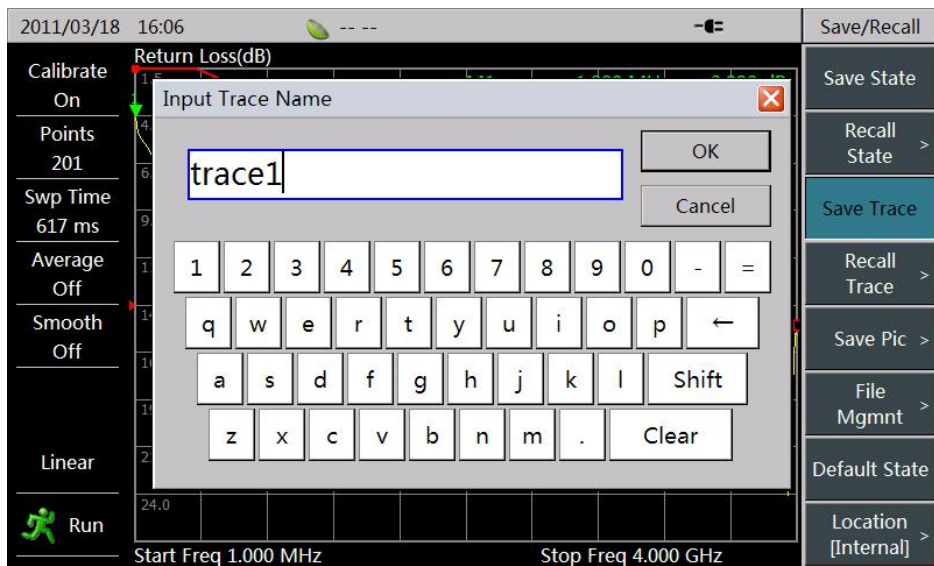 2011/03/18 16:06 -- -- Save/Recall
Calibrate
On
Points
201
Swp Time
617 ms
Average
Off
Smooth
Off
Linear
Run
Return Loss(dB)
Input Trace Name
trace1
OK
Cancel
1 2 3 4 5 6 7 8 9 0 - =
q w e r t y u i o p ←
a s d f g h j k l Shift
z x c v b n m . Clear
24.0
Start Freq 1.000 MHz Stop Freq 4.000 GHz
Save State
Recall
State >
Save Trace
Recall
Trace >
Save Pic >
File
Mgmnt >
Default State
Location
[Internal] >